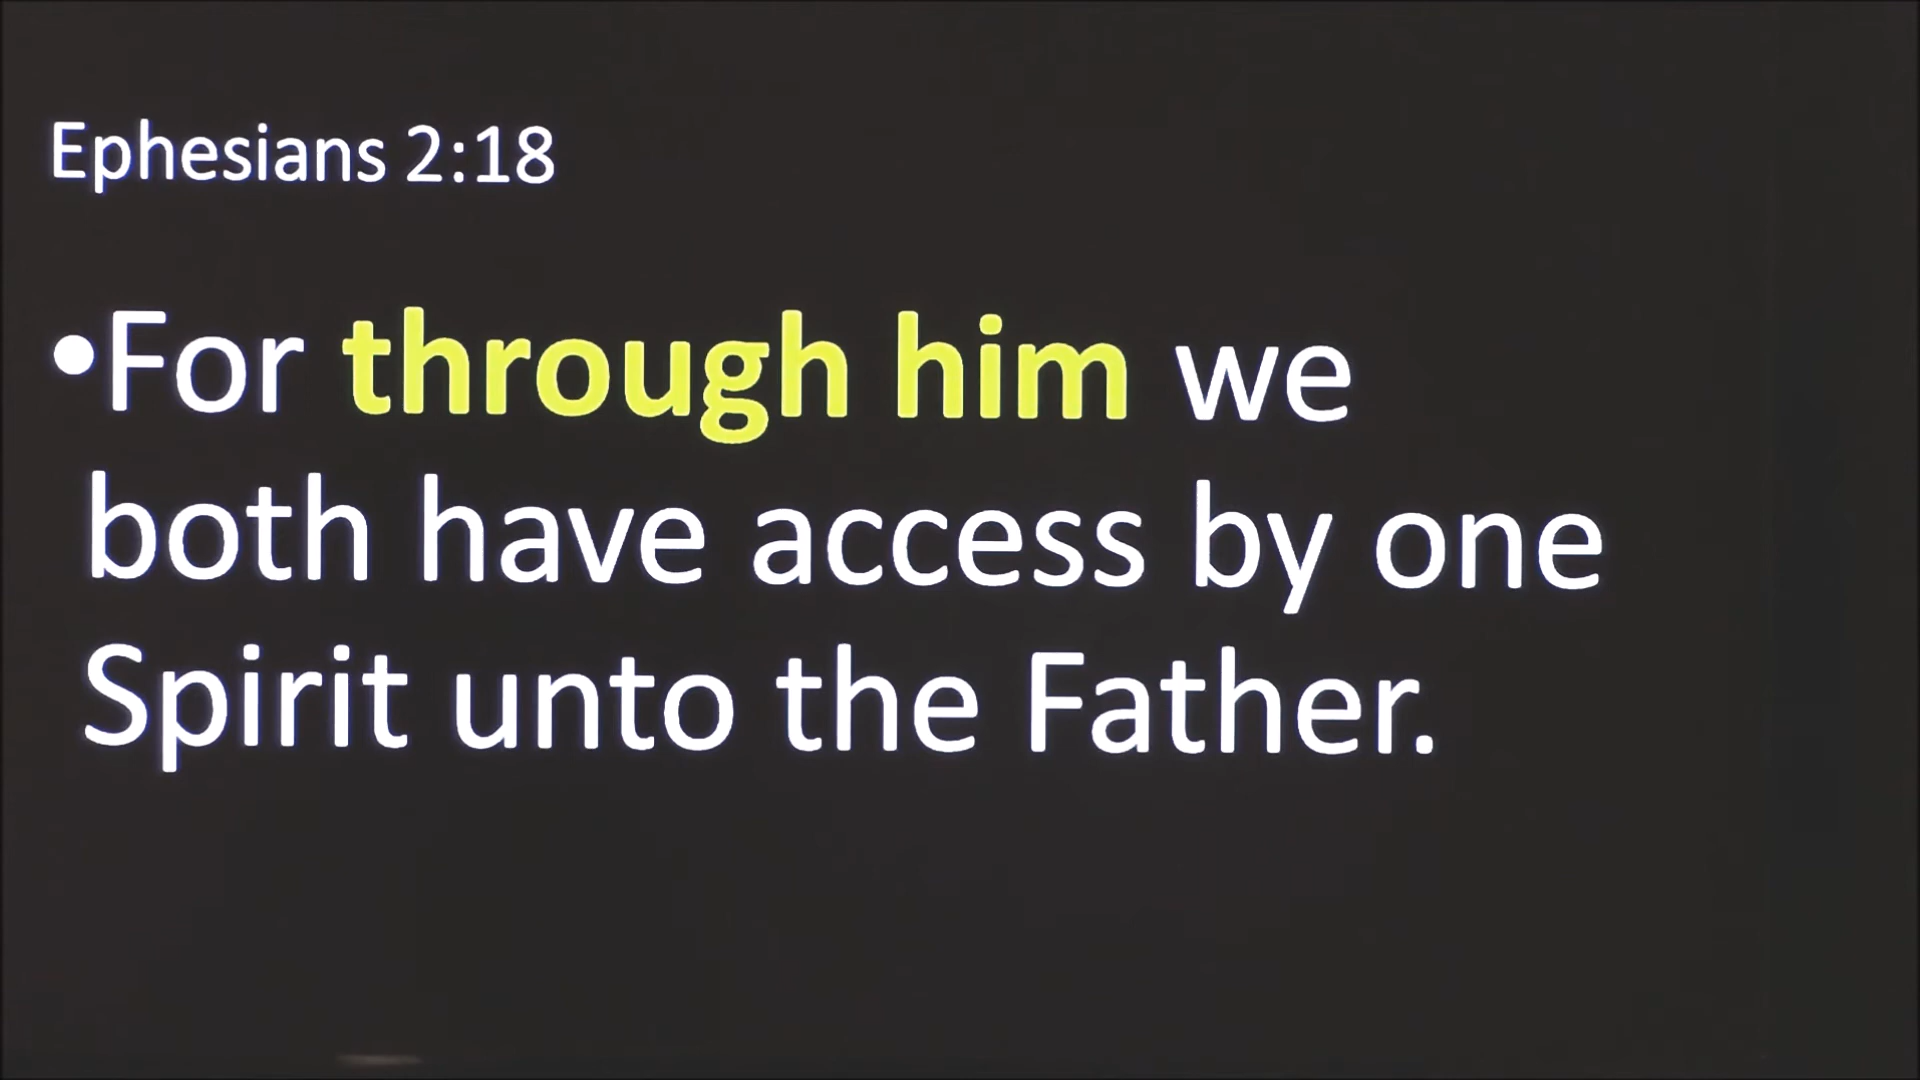 Ephesians 2:18
•For through him we
both have access by one
Spirit unto the Father.